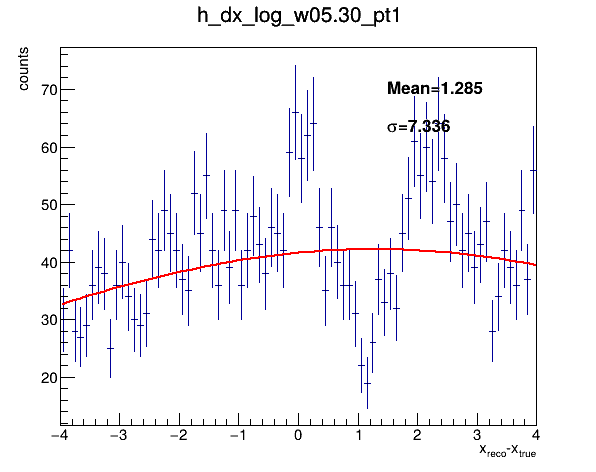 h_dx_log_w05.30_pt1
counts
Mean=1.285
σ=7.336
70
60
50
40
30
20
−4 −3 −2 −1 0 1 2 3 4
x_reco-x_true